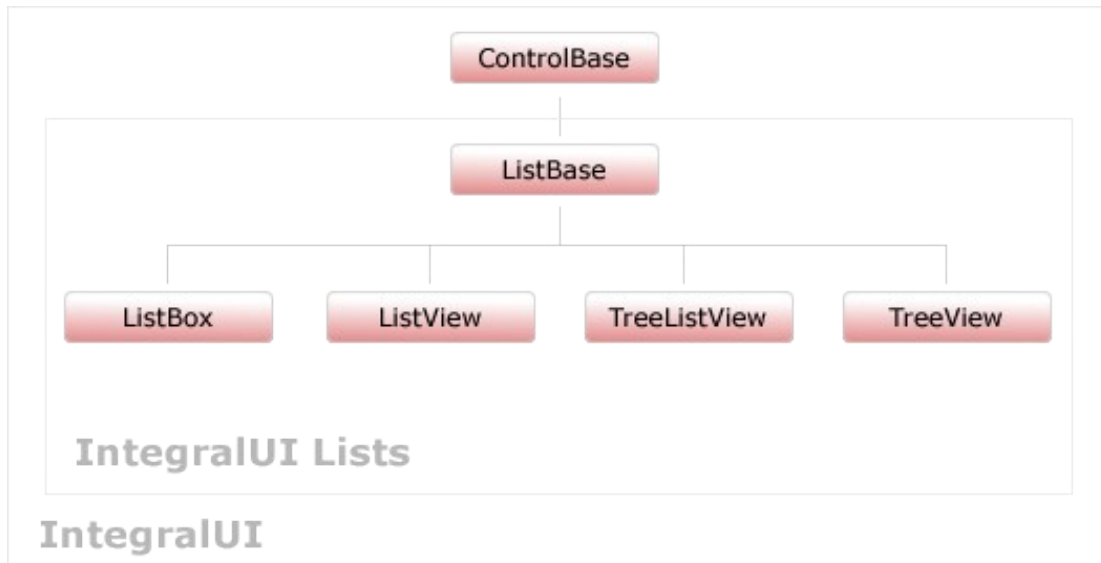 ControlBase
ListBase
ListBox ListView TreeListView TreeView
IntegralUI Lists
IntegralUI